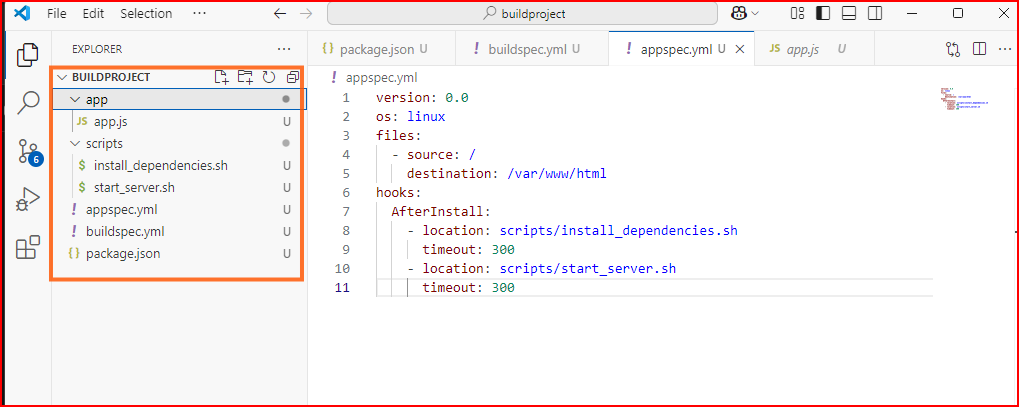 File Edit Selection ...
buildproject
EXPLORER
BUILDPROJECT
app
JS app.js U
scripts
$ install_dependencies.sh U
$ start_server.sh U
! appspec.yml U
! buildspec.yml U
{} package.json U
6
{} package.json U
! buildspec.yml U
! appspec.yml U
JS app.js U
! appspec.yml
1 version: 0.0
2 os: linux
3 files:
4 - source: /
5 destination: /var/www/html
6 hooks:
7 AfterInstall:
8 - location: scripts/install_dependencies.sh
9 timeout: 300
10 - location: scripts/start_server.sh
11 timeout: 300